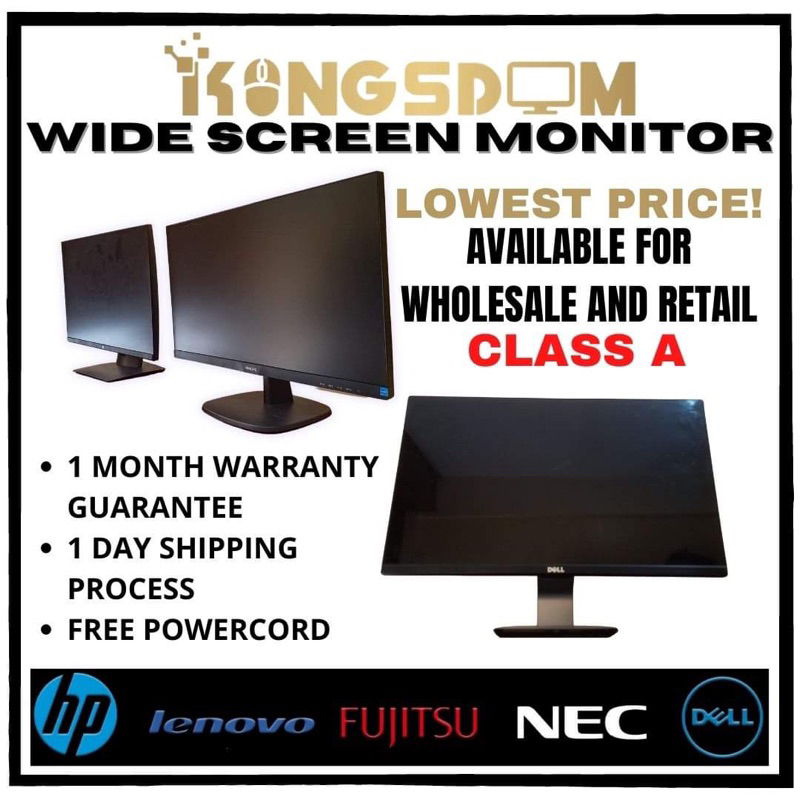 KINGSDOM
WIDE SCREEN MONITOR
LOWEST PRICE!
AVAILABLE FOR
WHOLESALE AND RETAIL
CLASS A
• 1 MONTH WARRANTY
GUARANTEE
• 1 DAY SHIPPING
PROCESS
• FREE POWERCORD
DELL
hp lenovo FUJITSU NEC DELL